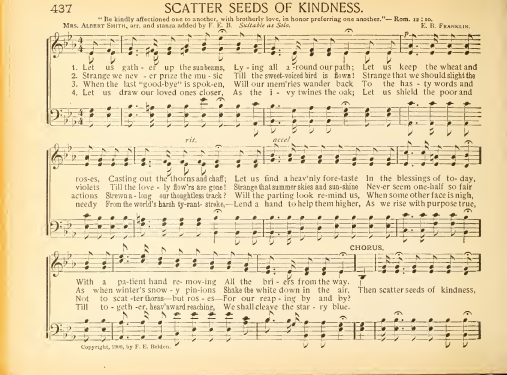 437 SCATTER SEEDS OF KINDNESS.
"Be kindly affectioned one to another, with brotherly love, in honor preferring one another."—Rom. 12:10.
MRS. ALBERT SMITH, arr. and stanza added by F. E. B. Suitable as Solo. E. R. FRANKLIN.
1. Let us gath-er up the sunbeams, Ly-ing all a-round our path; Let us keep the wheat and
2. Strange we nev-er prize the mu-sic Till the sweet-voiced bird is flown! Strange that we should slight the
3. When the last "good-bye" is spok-en, Will our mem'ries wander back To the has-ty words and
4. Let us draw our loved ones closer, As the i-vy twines the oak; Let us shield the poor and
rit. accel
ros-es, Casting out the thorns and chaff; Let us find a heav'nly fore-taste In the blessings of to-day,
violets Till the love-ly flow'rs are gone! Strange that summer skies and sun-shine Nev-er seem one-half so fair
actions Strewn a-long our thoughtless track? Will the parting look re-mind us, When some other face is nigh,
needy From the world's harsh ty-rant stroke,—Lend a hand to help them higher, As we rise with purpose true,
CHORUS.
With a pa-tient hand re-moving All the bri-ers from the way.
As when winter's snow-y pin-ions Shake the white down in the air. Then scatter seeds of kindness,
Not to scat-ter thorns—but ros-es—For our reap-ing by and by?
Till to-geth-er, heav'n reaching, We shall cleave the star-ry blue.
Copyright, 1900, by F. E. Belden.